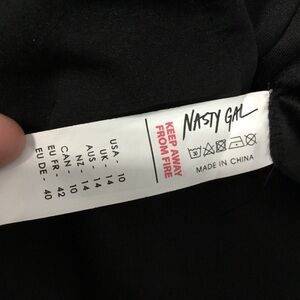 NASTY GAL
MADE IN CHINA
KEEP AWAY
FROM FIRE
USA - 10
UK - 14
AUS - 14
NZ - 14
CAN - 10
EU FR - 42
EU DE - 40